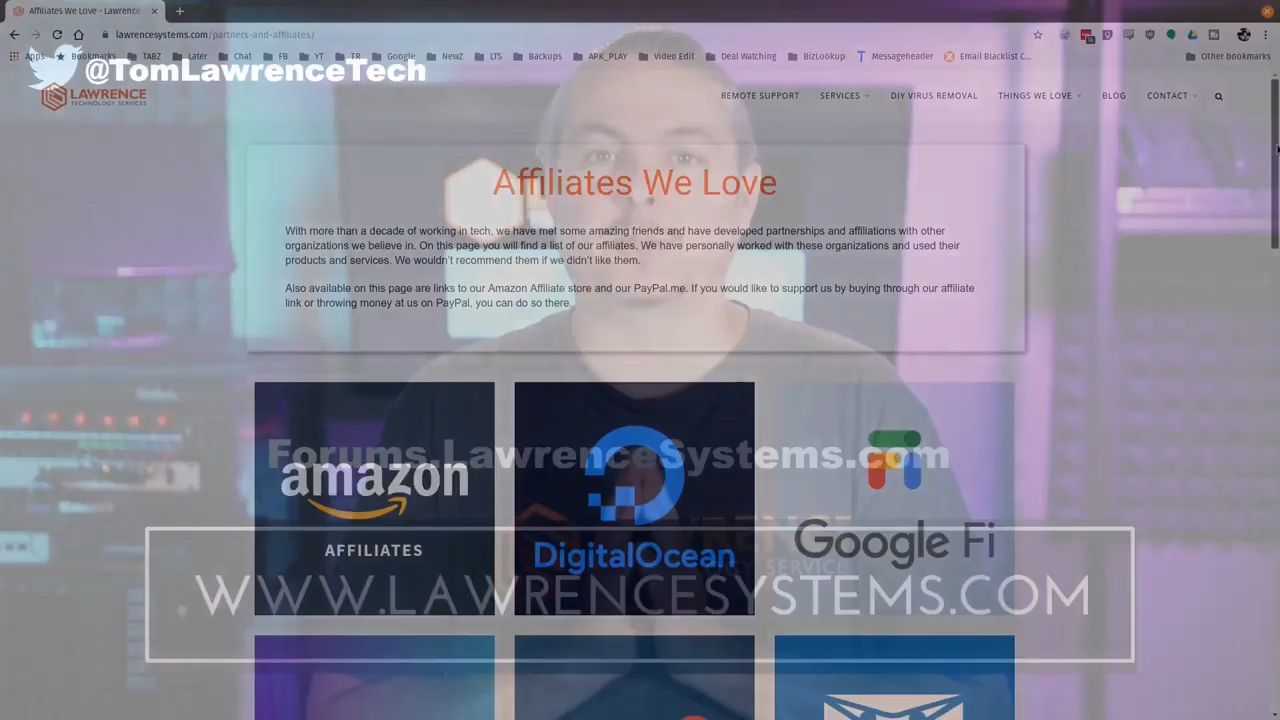 Affiliates We Love - Lawrence
lawrencesystems.com/partners-and-affiliates/
Apps Bookmarks TABZ Later Chat FB YT TR Google NewZ LTS Backups APK_PLAY Video Edit Deal Watching BizLookup Messageheader Email Blacklist C... Other bookmarks
@TomLawrenceTech
LAWRENCE
TECHNOLOGY SERVICES
REMOTE SUPPORT SERVICES DIY VIRUS REMOVAL THINGS WE LOVE BLOG CONTACT
Affiliates We Love
With more than a decade of working in tech, we have met some amazing friends and have developed partnerships and affiliations with other
organizations we believe in. On this page you will find a list of our affiliates. We have personally worked with these organizations and used their
products and services. We wouldn't recommend them if we didn't like them.
Also available on this page are links to our Amazon Affiliate store and our PayPal.me. If you would like to support us by buying through our affiliate
link or throwing money at us on PayPal, you can do so there.
Forums.LawrenceSystems.com
amazon
AFFILIATES
DigitalOcean
Google Fi
WWW.LAWRENCESYSTEMS.COM